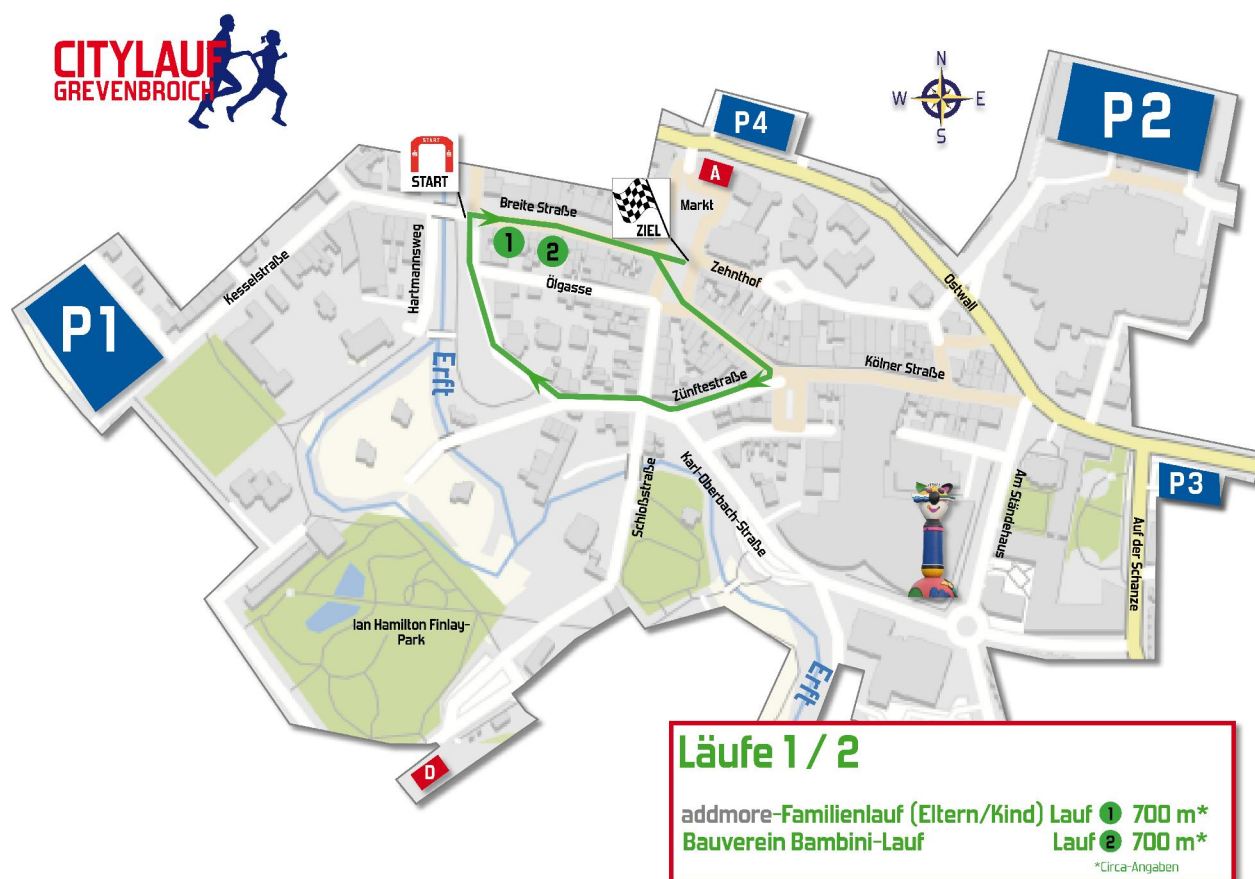 CITYLAUF
GREVENBROICH
N
W
E
S
P4
P2
START
START
A
Breite Straße
ZIEL
Markt
1
2
Hartmannsweg
Kesselstraße
Ölgasse
Zehnthof
Ostwall
P1
Erft
Kölner Straße
Zünftestraße
Schloßstraße
Karl-Oberbach-Straße
Am Ständehaus
P3
Auf der Schanze
Ian Hamilton Finlay-
Park
Erft
D
Läufe 1 / 2
addmore-Familienlauf (Eltern/Kind) Lauf 1 700 m*
Bauverein Bambini-Lauf Lauf 2 700 m*
*Circa-Angaben